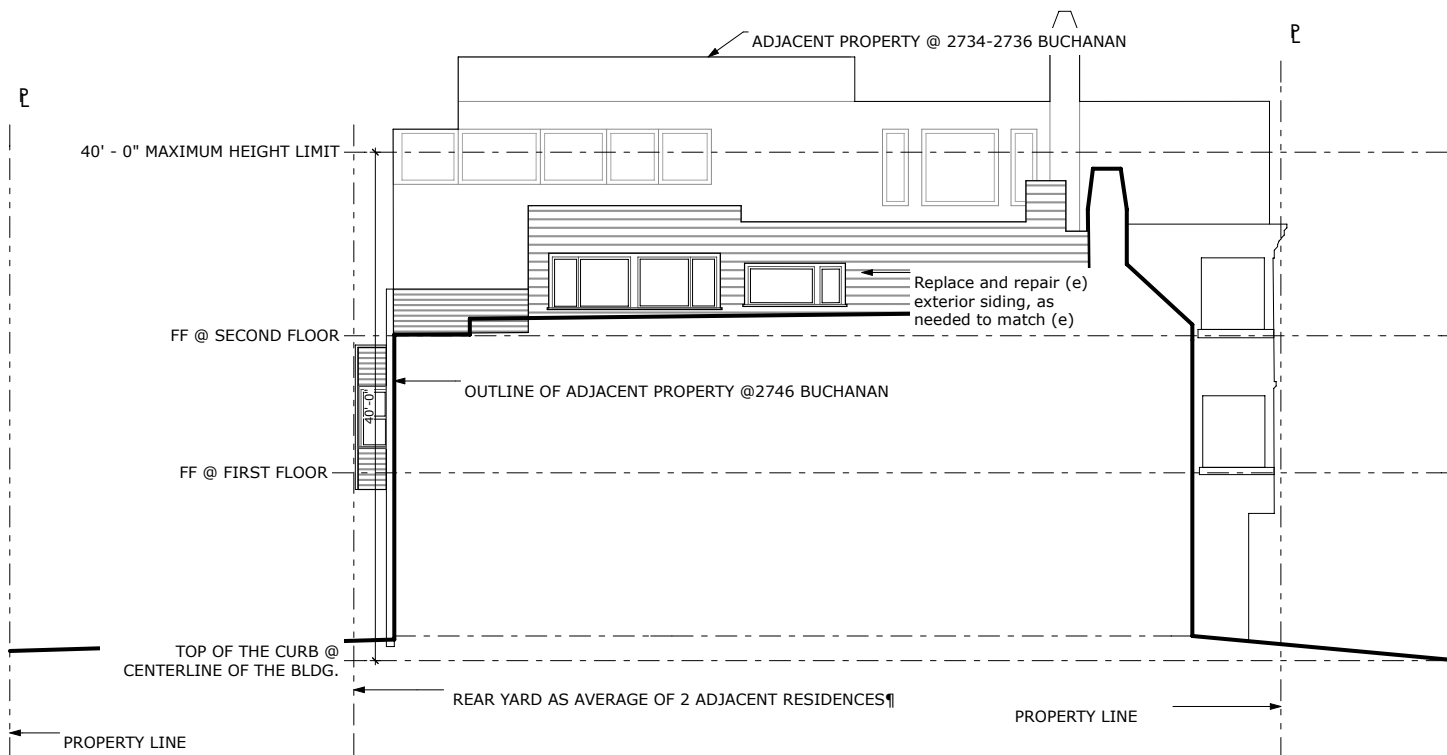 ADJACENT PROPERTY @ 2734-2736 BUCHANAN
PL
PL
40' - 0" MAXIMUM HEIGHT LIMIT
Replace and repair (e)
exterior siding, as
needed to match (e)
FF @ SECOND FLOOR
OUTLINE OF ADJACENT PROPERTY @2746 BUCHANAN
40'-0"
FF @ FIRST FLOOR
TOP OF THE CURB @
CENTERLINE OF THE BLDG.
REAR YARD AS AVERAGE OF 2 ADJACENT RESIDENCES¶
PROPERTY LINE
PROPERTY LINE